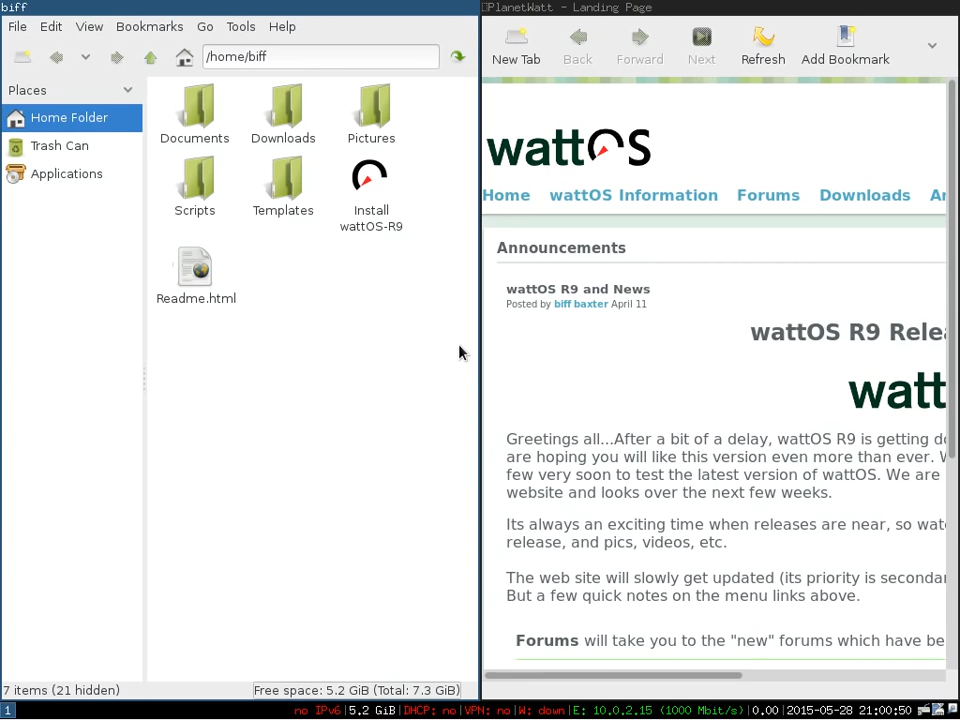 biff
File Edit View Bookmarks Go Tools Help
/home/biff
Places
Home Folder
Trash Can
Applications
Documents Downloads Pictures
Scripts Templates Install
wattOS-R9
Readme.html
7 items (21 hidden) Free space: 5.2 GiB (Total: 7.3 GiB)
PlanetWatt - Landing Page
New Tab Back Forward Next Refresh Add Bookmark
wattOS
Home wattOS Information Forums Downloads Ar
Announcements
wattOS R9 and News
Posted by biff baxter April 11
wattOS R9 Relea
watt
Greetings all...After a bit of a delay, wattOS R9 is getting do
are hoping you will like this version even more than ever. W
few very soon to test the latest version of wattOS. We are
website and looks over the next few weeks.
Its always an exciting time when releases are near, so wat
release, and pics, videos, etc.
The web site will slowly get updated (its priority is secondar
But a few quick notes on the menu links above.
Forums will take you to the "new" forums which have be
1 no IPv6|5.2 GiB|DHCP: no|VPN: no|W: down|E: 10.0.2.15 (1000 Mbit/s)|0.00|2015-05-28 21:00:50